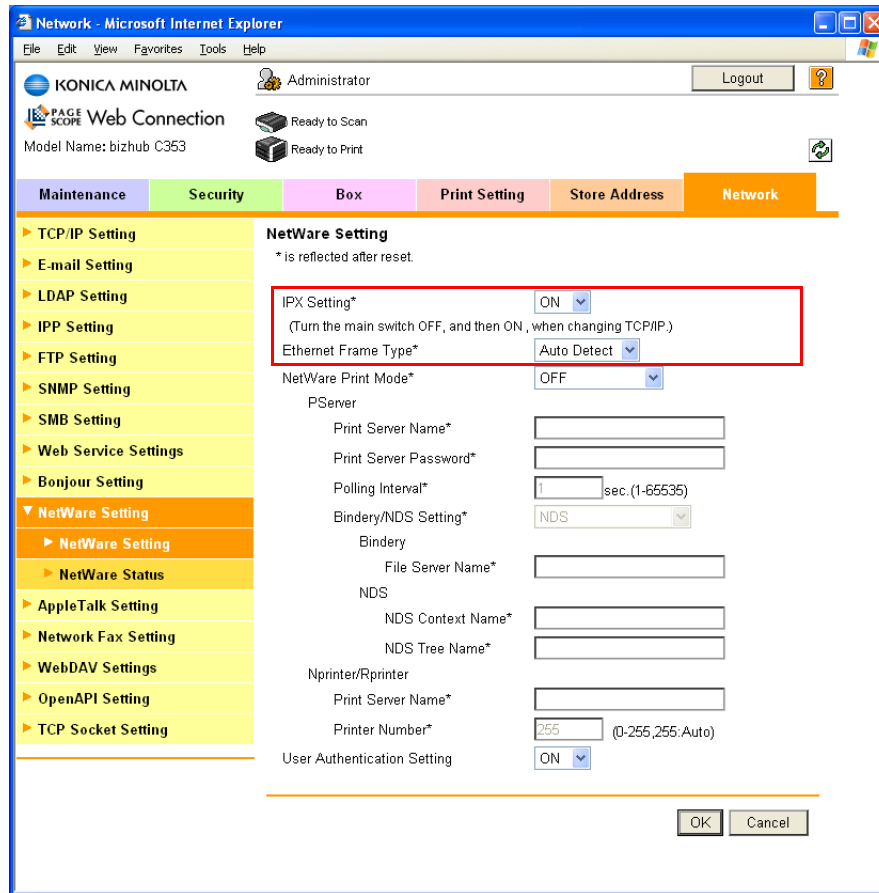 Network - Microsoft Internet Explorer
File Edit View Favorites Tools Help
KONICA MINOLTA
Administrator
Logout
?
PAGE SCOPE Web Connection
Ready to Scan
Model Name: bizhub C353
Ready to Print
Maintenance Security Box Print Setting Store Address Network
TCP/IP Setting
E-mail Setting
LDAP Setting
IPP Setting
FTP Setting
SNMP Setting
SMB Setting
Web Service Settings
Bonjour Setting
NetWare Setting
NetWare Setting
NetWare Status
AppleTalk Setting
Network Fax Setting
WebDAV Settings
OpenAPI Setting
TCP Socket Setting
NetWare Setting
* is reflected after reset.
IPX Setting* ON
(Turn the main switch OFF, and then ON , when changing TCP/IP.)
Ethernet Frame Type* Auto Detect
NetWare Print Mode* OFF
PServer
Print Server Name*
Print Server Password*
Polling Interval* 1 sec.(1-65535)
Bindery/NDS Setting* NDS
Bindery
File Server Name*
NDS
NDS Context Name*
NDS Tree Name*
Nprinter/Rprinter
Print Server Name*
Printer Number* 255 (0-255,255:Auto)
User Authentication Setting ON
OK Cancel